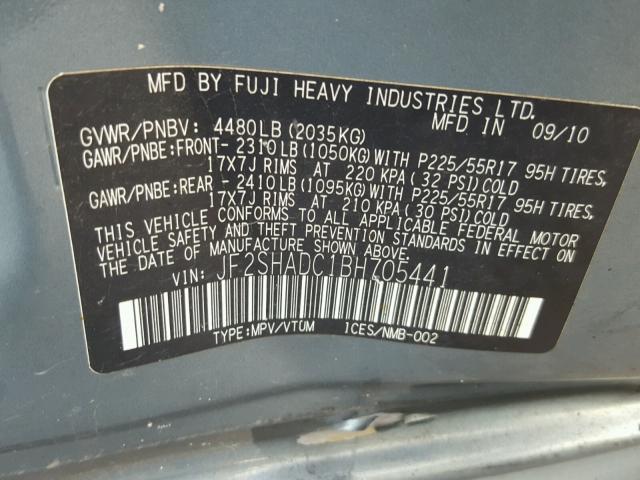 MFD BY FUJI HEAVY INDUSTRIES LTD.
MFD IN 09/10
GVWR/PNBV: 4480LB(2035KG)
GAWR/PNBE:FRONT- 2310LB(1050KG)WITH P225/55R17 95H TIRES,
17X7J RIMS AT 220 KPA(32 PSI)COLD
GAWR/PNBE:REAR - 2410LB(1095KG)WITH P225/55R17 95H TIRES,
17X7J RIMS AT 210 KPA(30 PSI)COLD
THIS VEHICLE CONFORMS TO ALL APPLICABLE FEDERAL MOTOR
VEHICLE SAFETY AND THEFT PREVENTION STANDARDS IN EFFECT ON
THE DATE OF MANUFACTURE SHOWN ABOVE.
VIN: JF2SHADC1BH705441
TYPE:MPV/VTUM ICES/NMB-002